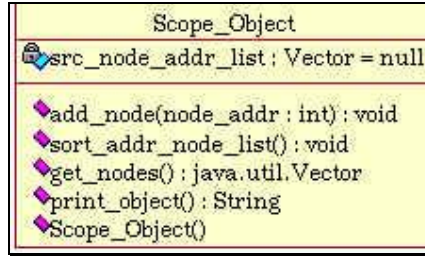 Scope_Object
src_node_addr_list : Vector = null
add_node(node_addr : int) : void
sort_addr_node_list() : void
get_nodes() : java.util.Vector
print_object() : String
Scope_Object()